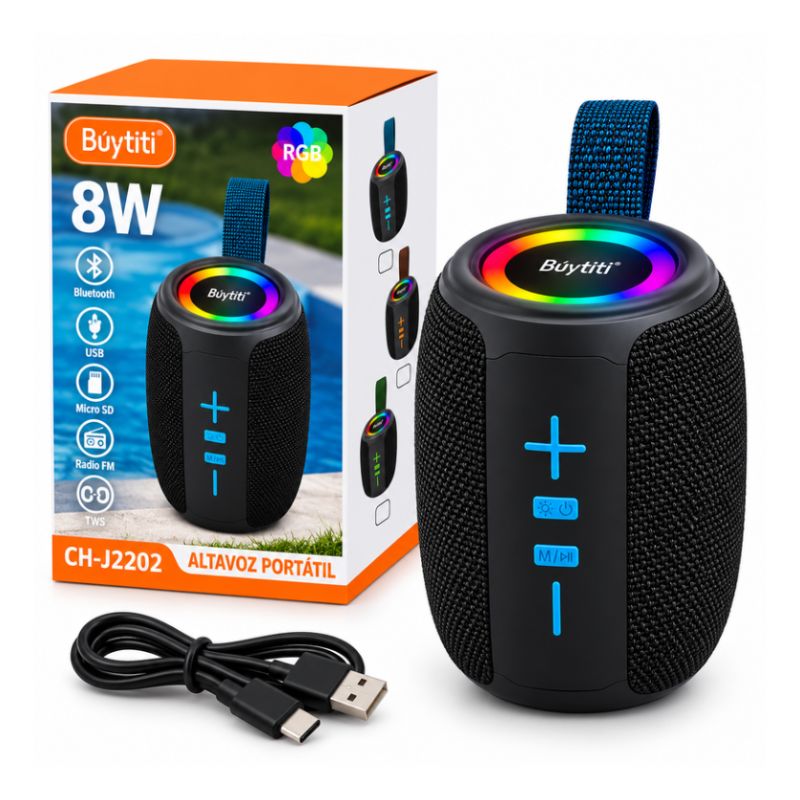 Búytiti®
RGB
8W
Bluetooth
USB
Micro SD
Radio FM
TWS
CH-J2202
ALTAVOZ PORTÁTIL
Búytiti®
M/
Búytiti®
M/